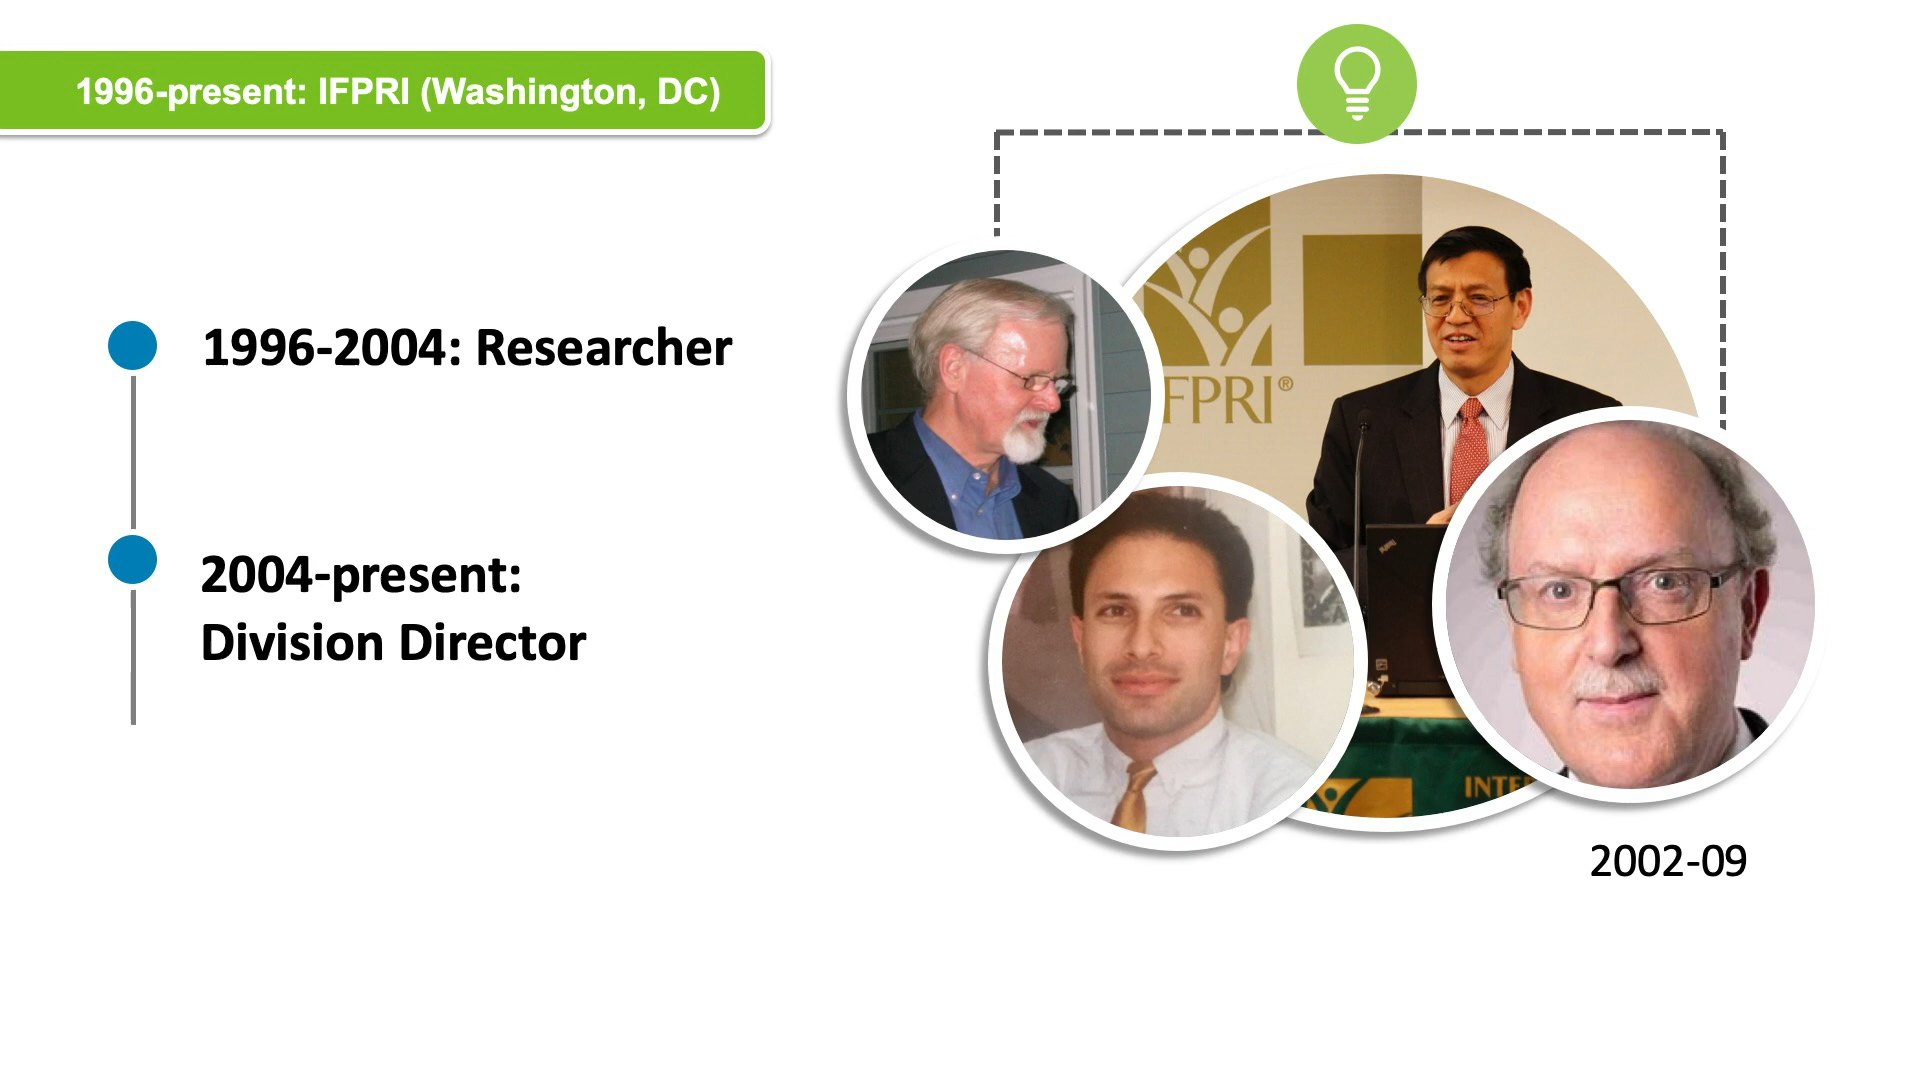 1996-present: IFPRI (Washington, DC)
1996-2004: Researcher
2004-present:
Division Director
FPRI®
INTE
2002-09